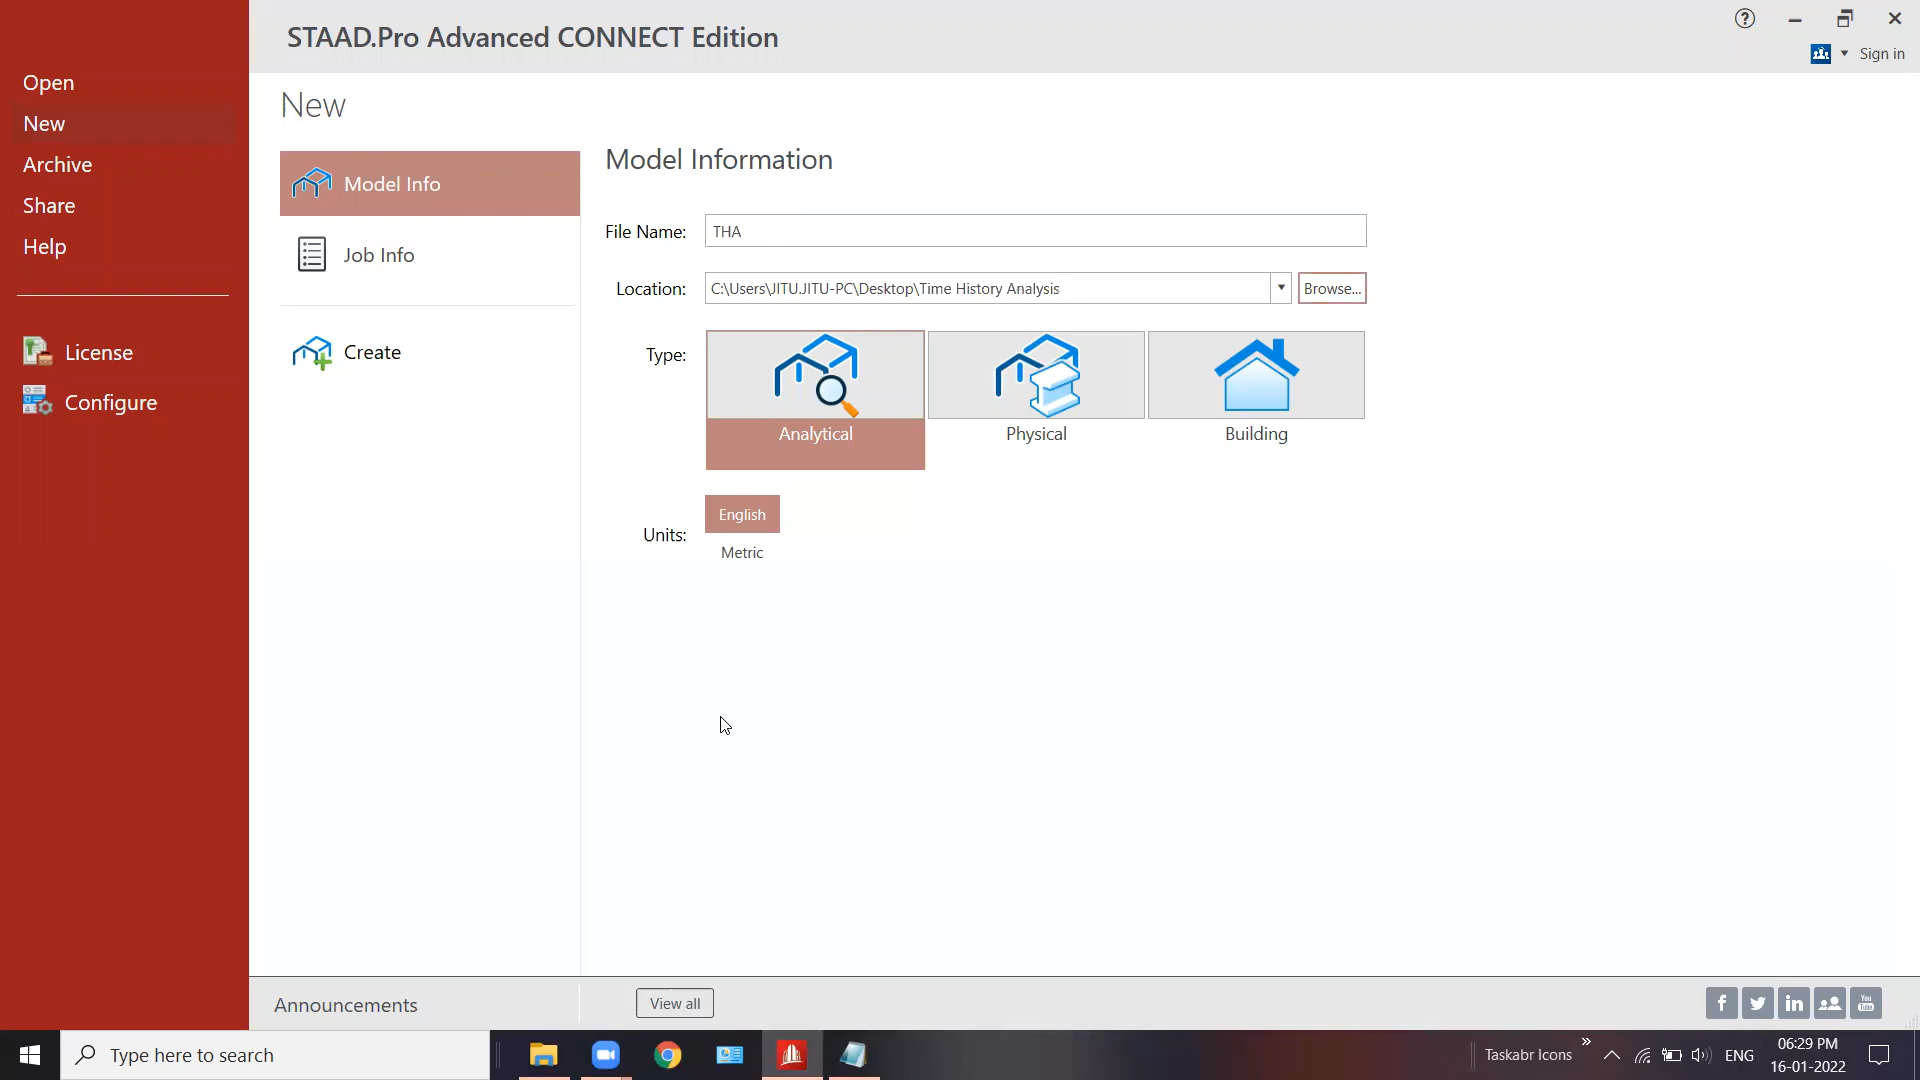 STAAD.Pro Advanced CONNECT Edition
Sign in
Open
New
Archive
Share
Help
License
Configure
New
Model Info
Job Info
Create
Model Information
File Name: THA
Location: C:\Users\JITU.JITU-PC\Desktop\Time History Analysis Browse...
Type:
Analytical Physical Building
Units: English
Metric
Announcements View all
f in You Tube
Type here to search
Taskabr Icons ENG 06:29 PM
16-01-2022